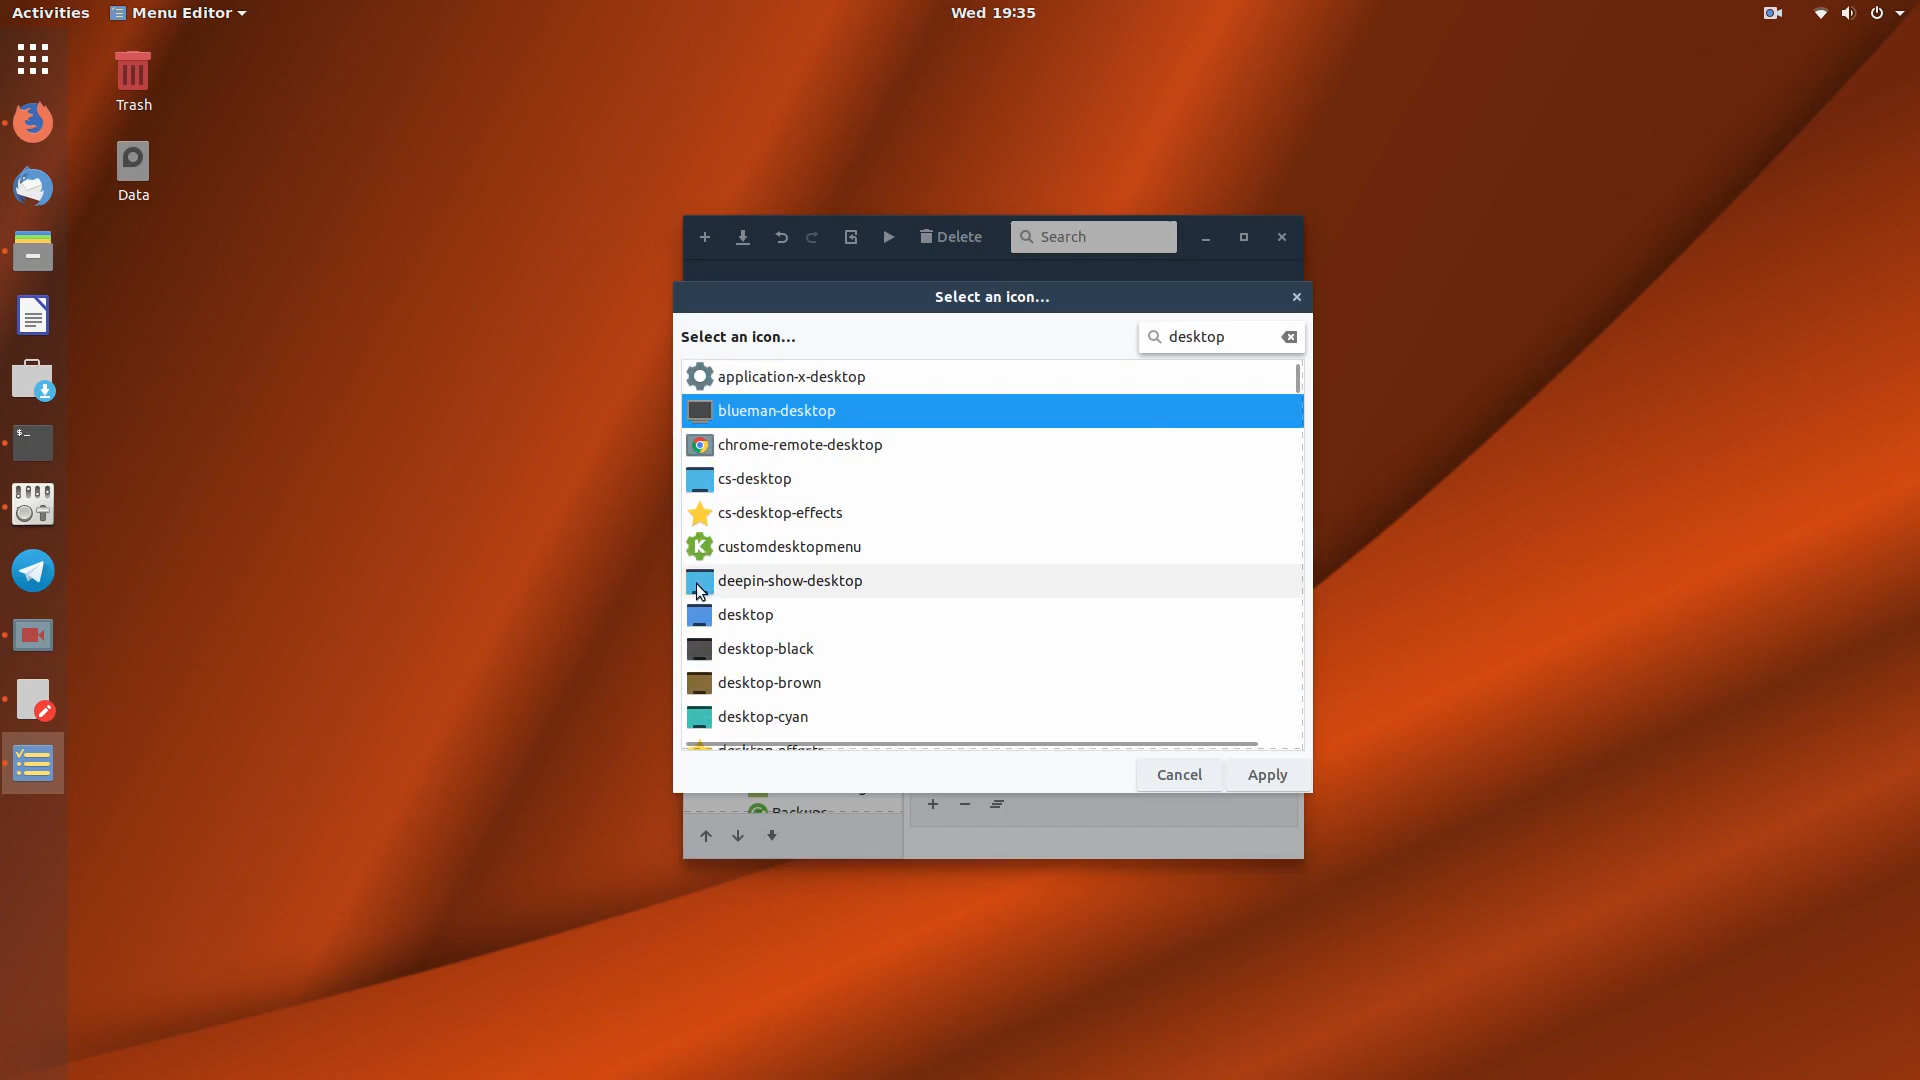 Activities Menu Editor Wed 19:35
Trash
Data
Delete Search
Select an icon...
Select an icon... desktop
application-x-desktop
blueman-desktop
chrome-remote-desktop
cs-desktop
cs-desktop-effects
customdesktopmenu
deepin-show-desktop
desktop
desktop-black
desktop-brown
desktop-cyan
desktop-effects
Cancel Apply
Backups